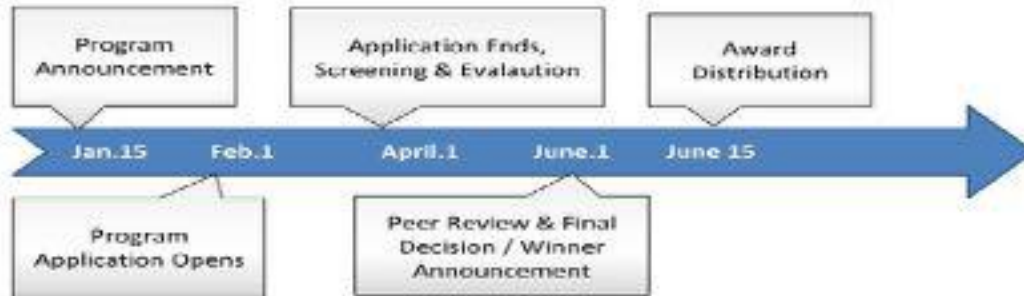 Program
Announcement
Application Ends,
Screening & Evalaution
Award
Distribution
Jan.15 Feb.1 April.1 June.1 June 15
Program
Application Opens
Peer Review & Final
Decision / Winner
Announcement